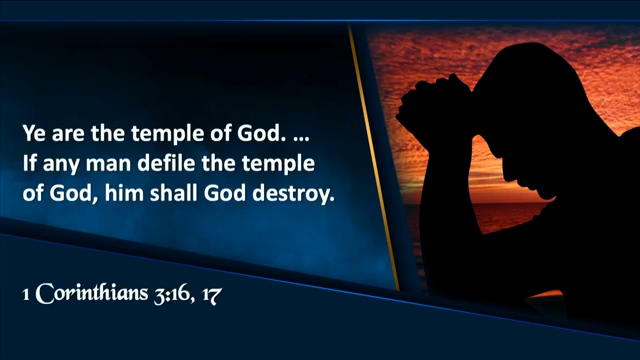 Ye are the temple of God. ...
If any man defile the temple
of God, him shall God destroy.
1 Corinthians 3:16, 17